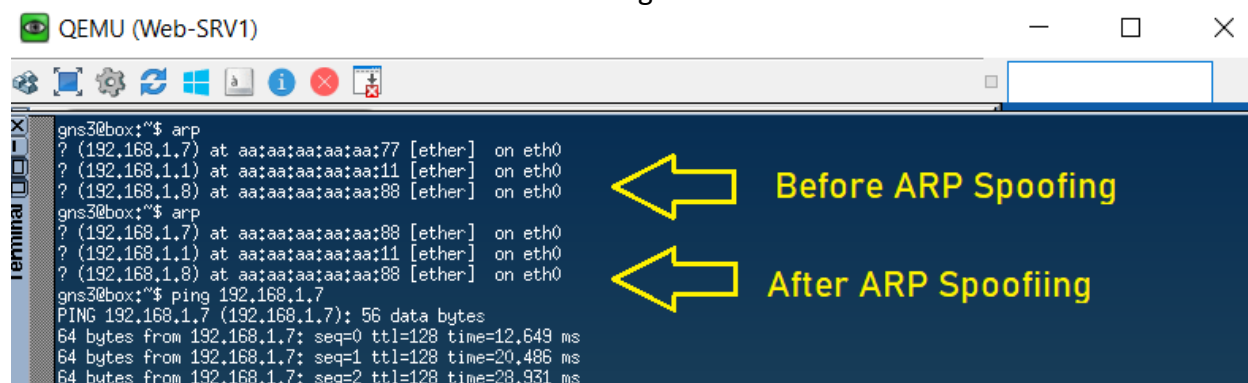 QEMU (Web-SRV1)
gns3@box:~$ arp
? (192.168.1.7) at aa:aa:aa:aa:aa:77 [ether] on eth0
? (192.168.1.1) at aa:aa:aa:aa:aa:11 [ether] on eth0
? (192.168.1.8) at aa:aa:aa:aa:aa:88 [ether] on eth0
Before ARP Spoofing
gns3@box:~$ arp
? (192.168.1.7) at aa:aa:aa:aa:aa:88 [ether] on eth0
? (192.168.1.1) at aa:aa:aa:aa:aa:11 [ether] on eth0
? (192.168.1.8) at aa:aa:aa:aa:aa:88 [ether] on eth0
After ARP Spoofiing
gns3@box:~$ ping 192.168.1.7
PING 192.168.1.7 (192.168.1.7): 56 data bytes
64 bytes from 192.168.1.7: seq=0 ttl=128 time=12.649 ms
64 bytes from 192.168.1.7: seq=1 ttl=128 time=20.486 ms
64 bytes from 192.168.1.7: seq=2 ttl=128 time=28.931 ms
Terminal